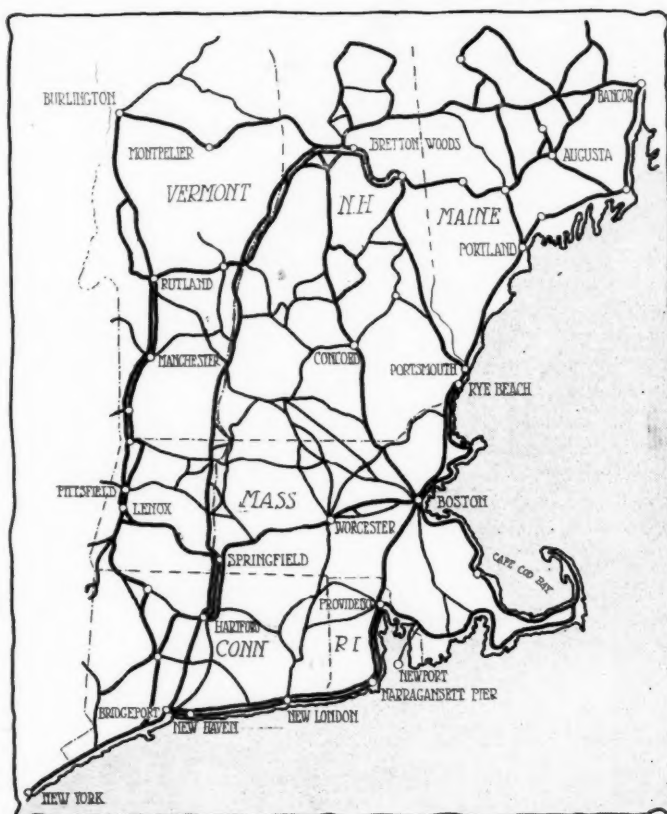 BURLINGTON
BANGOR
MONTPELIER
BRETTON WOODS
AUGUSTA
VERMONT
N.H
MAINE
PORTLAND
RUTLAND
MANCHESTER
CONCORD
PORTSMOUTH
RYE BEACH
PITTSFIELD
LENOX
MASS
BOSTON
WORCESTER
SPRINGFIELD
CAPE COD BAY
PROVIDENC
HARTFORD
CONN
R I
NEWPORT
NARRAGANSETT PIER
BRIDGEPORT
NEW HAVEN
NEW LONDON
NEW YORK